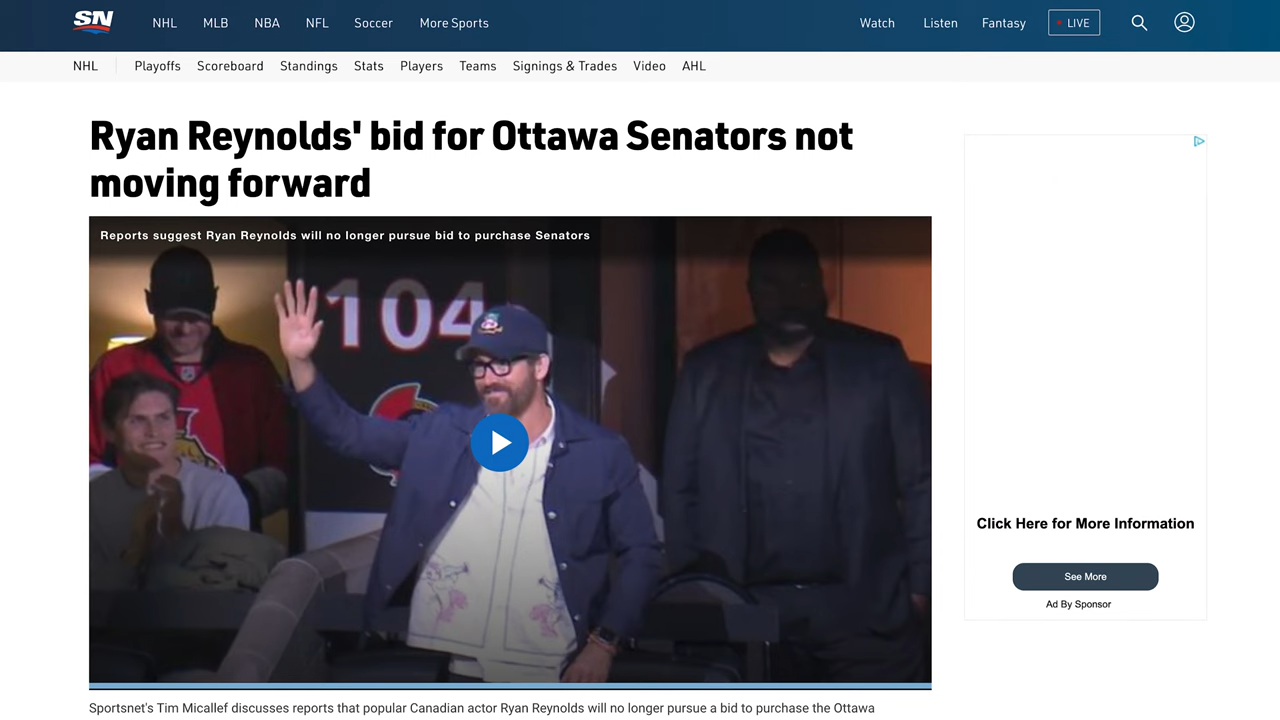 SN
NHL MLB NBA NFL Soccer More Sports
Watch Listen Fantasy LIVE
NHL Playoffs Scoreboard Standings Stats Players Teams Signings & Trades Video AHL
Ryan Reynolds' bid for Ottawa Senators not
moving forward
Reports suggest Ryan Reynolds will no longer pursue bid to purchase Senators
104
Sportsnet's Tim Micallef discusses reports that popular Canadian actor Ryan Reynolds will no longer pursue a bid to purchase the Ottawa
Click Here for More Information
See More
Ad By Sponsor